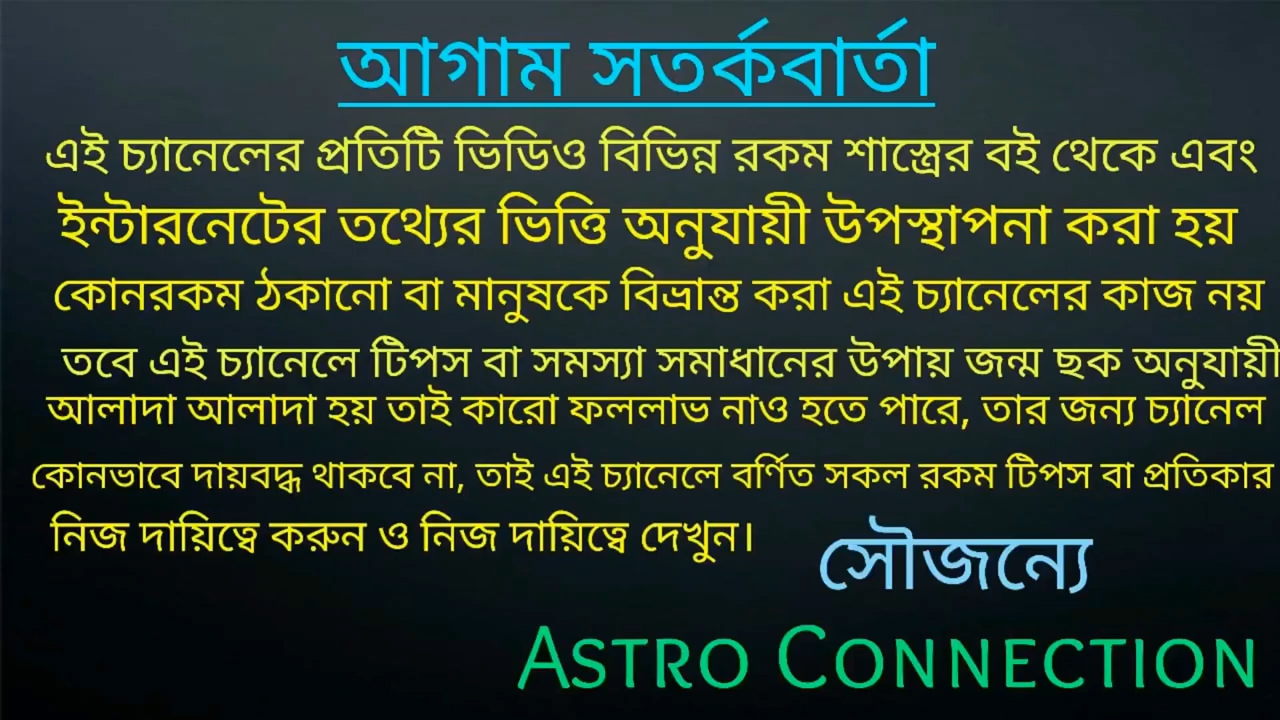 আগাম সতর্কবার্তা
এই চ্যানেলের প্রতিটি ভিডিও বিভিন্ন রকম শাস্ত্রের বই থেকে এবং
ইন্টারনেটের তথ্যের ভিত্তি অনুযায়ী উপস্থাপনা করা হয়
কোনরকম ঠকানো বা মানুষকে বিভ্রান্ত করা এই চ্যানেলের কাজ নয়
তবে এই চ্যানেলে টিপস বা সমস্যা সমাধানের উপায় জন্ম ছক অনুযায়ী
আলাদা আলাদা হয় তাই কারো ফললাভ নাও হতে পারে, তার জন্য চ্যানেল
কোনভাবে দায়বদ্ধ থাকবে না, তাই এই চ্যানেলে বর্ণিত সকল রকম টিপস বা প্রতিকার
নিজ দায়িত্বে করুন ও নিজ দায়িত্বে দেখুন।
সৌজন্যে
ASTRO CONNECTION